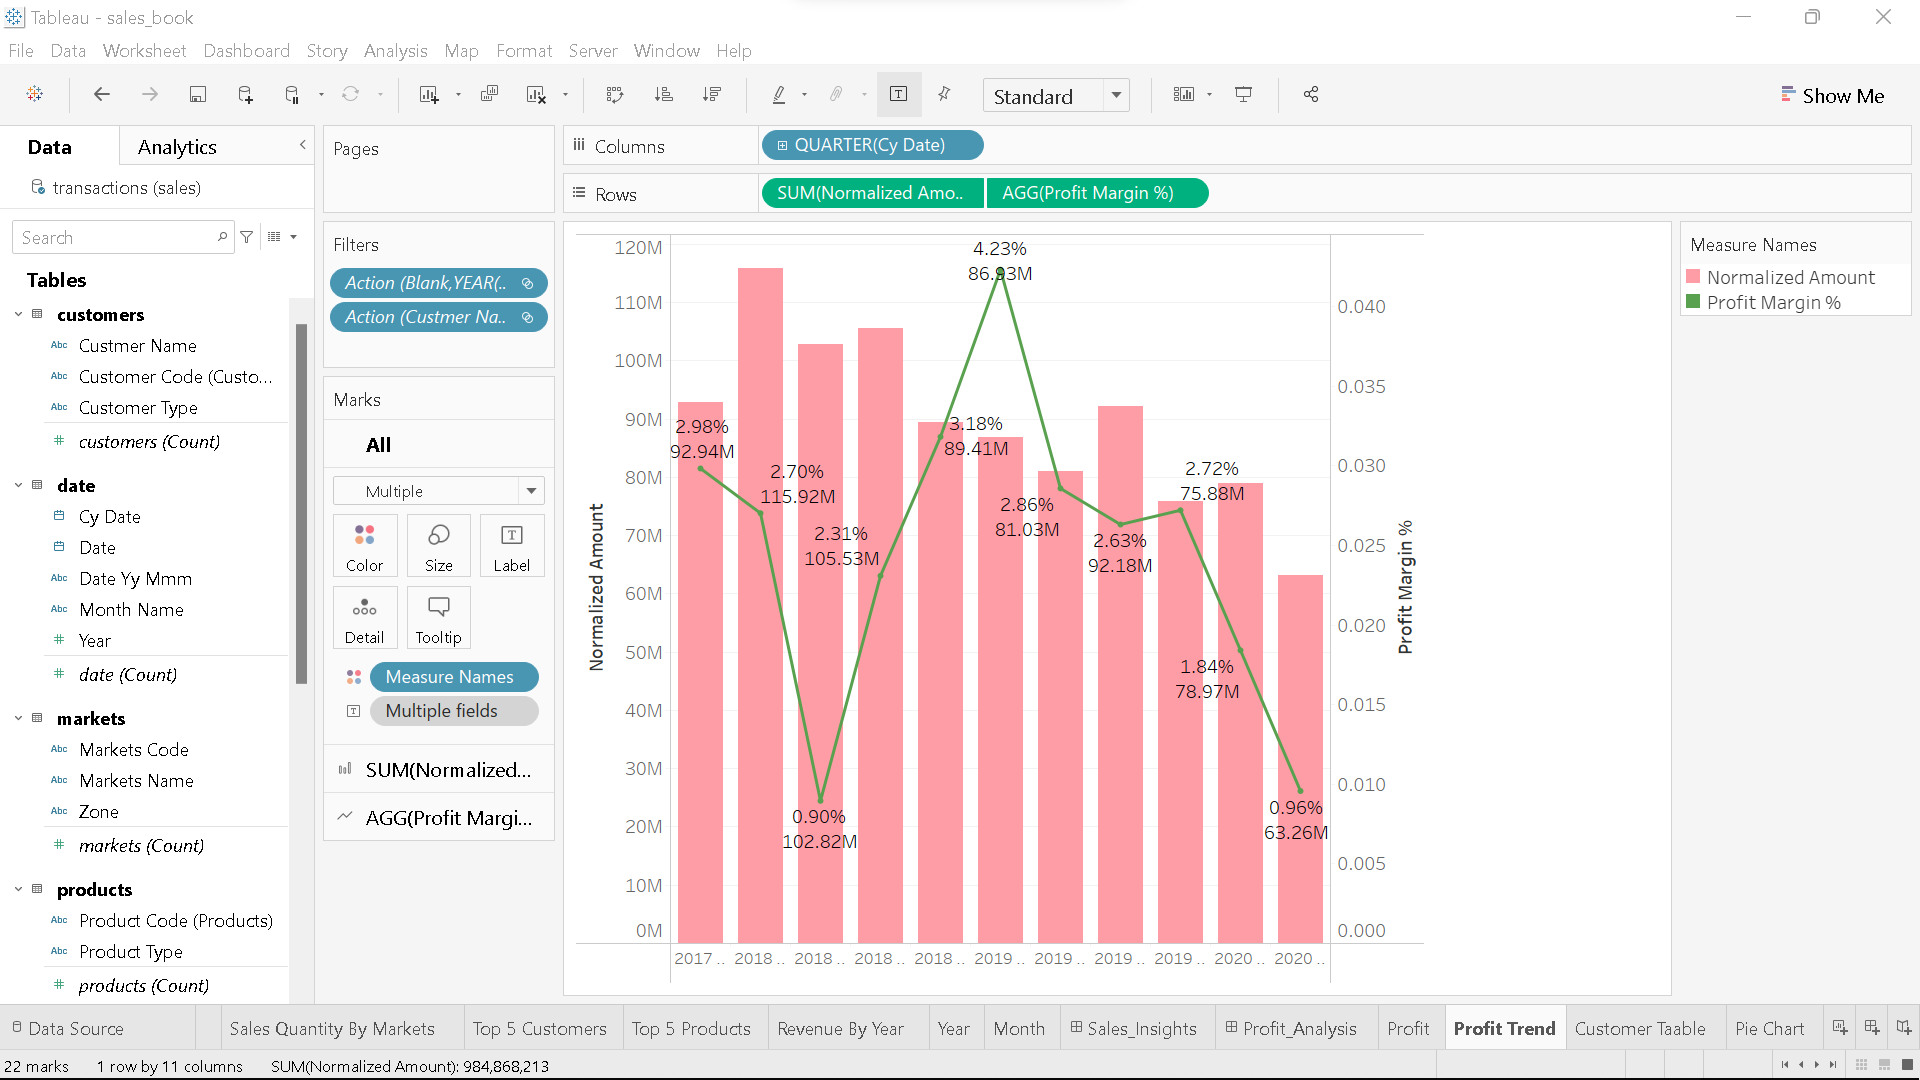 Tableau - sales_book
File Data Worksheet Dashboard Story Analysis Map Format Server Window Help
Standard
Show Me
Data
Analytics
transactions (sales)
Search
Tables
customers
Abc Custmer Name
Abc Customer Code (Custo...
Abc Customer Type
# customers (Count)
date
Cy Date
Date
Abc Date Yy Mmm
Abc Month Name
# Year
# date (Count)
markets
Abc Markets Code
Abc Markets Name
Abc Zone
# markets (Count)
products
Abc Product Code (Products)
Abc Product Type
# products (Count)
Pages
Filters
Action (Blank,YEAR(..
Action (Custmer Na..
Marks
All
Multiple
Color Size Label
Detail Tooltip
Measure Names
Multiple fields
SUM(Normalized...
AGG(Profit Margi...
Columns
QUARTER(Cy Date)
Rows
SUM(Normalized Amo..
AGG(Profit Margin %)
Normalized Amount
120M
110M
100M
90M
80M
70M
60M
50M
40M
30M
20M
10M
0M
2.98%
92.94M
2.70%
115.92M
0.90%
102.82M
2.31%
105.53M
3.18%
89.41M
4.23%
86.93M
2.86%
81.03M
2.63%
92.18M
2.72%
75.88M
1.84%
78.97M
0.96%
63.26M
0.040
0.035
0.030
0.025
0.020
0.015
0.010
0.005
0.000
Profit Margin %
2017 .. 2018 .. 2018 .. 2018 .. 2018 .. 2019 .. 2019 .. 2019 .. 2019 .. 2020 .. 2020 ..
Measure Names
Normalized Amount
Profit Margin %
Data Source
Sales Quantity By Markets
Top 5 Customers
Top 5 Products
Revenue By Year
Year
Month
Sales_Insights
Profit_Analysis
Profit
Profit Trend
Customer Taable
Pie Chart
22 marks 1 row by 11 columns SUM(Normalized Amount): 984,868,213